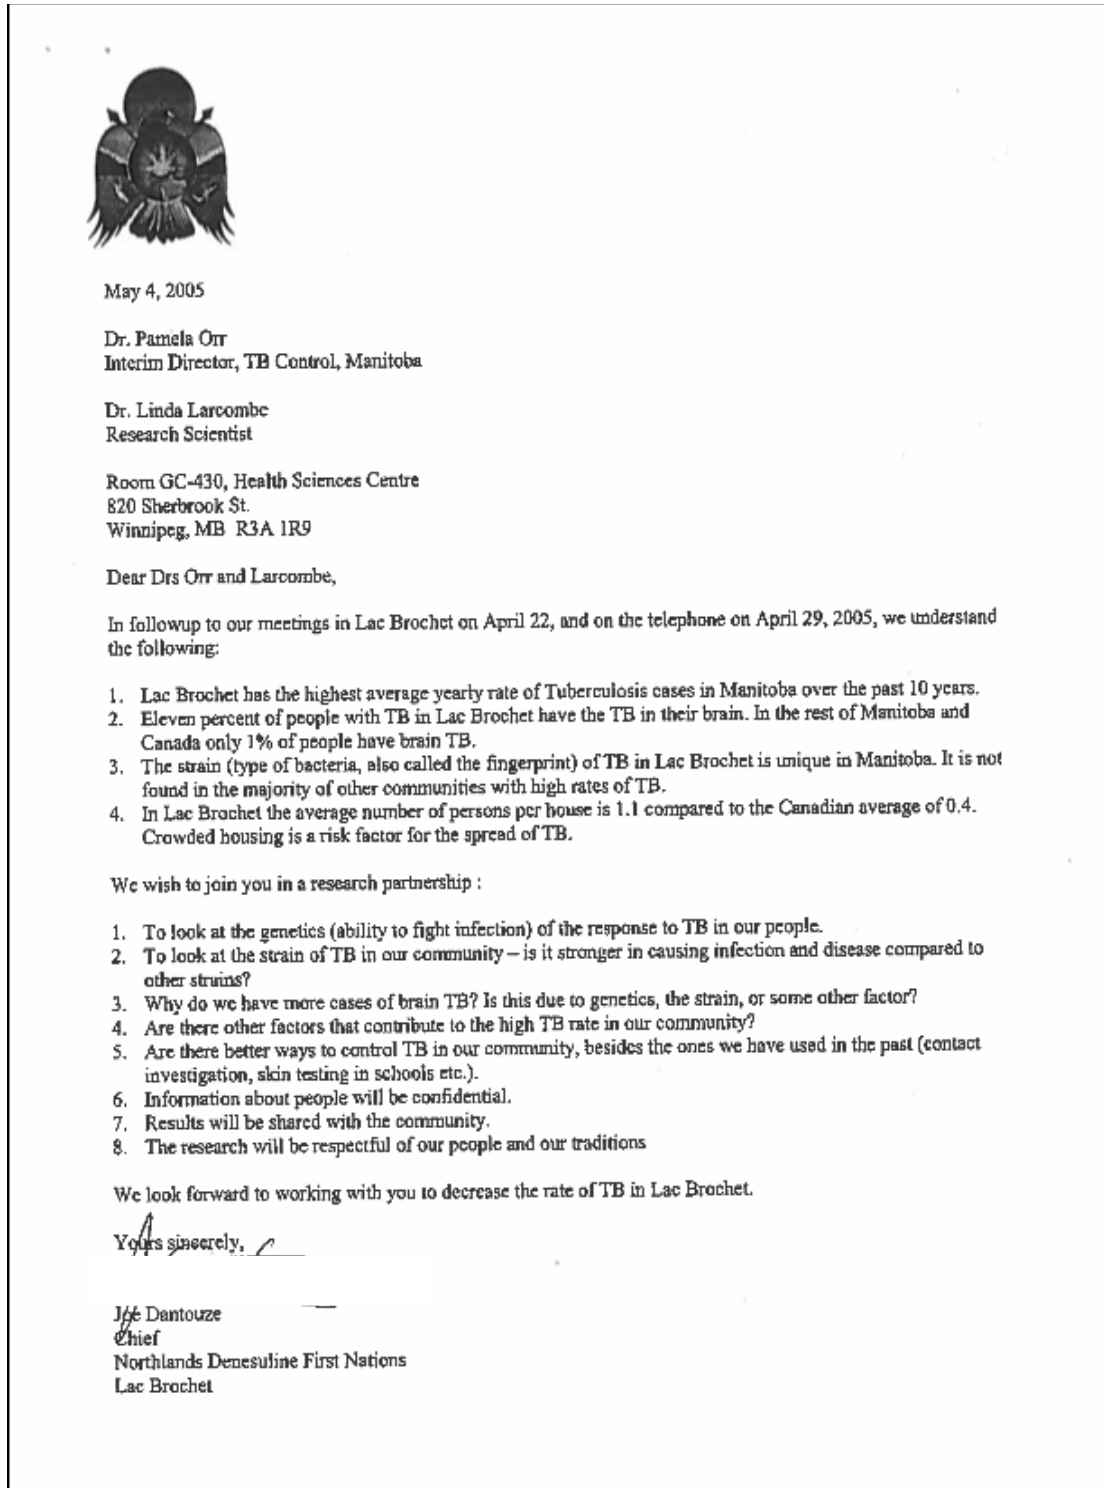 May 4, 2005
Dr. Pamela Orr
Interim Director, TB Control, Manitoba
Dr. Linda Larcombe
Research Scientist
Room GC-430, Health Sciences Centre
820 Sherbrook St.
Winnipeg, MB R3A 1R9
Dear Drs Orr and Larcombe,
In followup to our meetings in Lac Brochet on April 22, and on the telephone on April 29, 2005, we understand
the following:
1. Lac Brochet has the highest average yearly rate of Tuberculosis cases in Manitoba over the past 10 years.
2. Eleven percent of people with TB in Lac Brochet have the TB in their brain. In the rest of Manitoba and
Canada only 1% of people have brain TB.
3. The strain (type of bacteria, also called the fingerprint) of TB in Lac Brochet is unique in Manitoba. It is not
found in the majority of other communities with high rates of TB.
4. In Lac Brochet the average number of persons per house is 1.1 compared to the Canadian average of 0.4.
Crowded housing is a risk factor for the spread of TB.
We wish to join you in a research partnership :
1. To look at the genetics (ability to fight infection) of the response to TB in our people.
2. To look at the strain of TB in our community – is it stronger in causing infection and disease compared to
other strains?
3. Why do we have more cases of brain TB? Is this due to genetics, the strain, or some other factor?
4. Are there other factors that contribute to the high TB rate in our community?
5. Are there better ways to control TB in our community, besides the ones we have used in the past (contact
investigation, skin testing in schools etc.).
6. Information about people will be confidential.
7. Results will be shared with the community.
8. The research will be respectful of our people and our traditions
We look forward to working with you to decrease the rate of TB in Lac Brochet.
Yours sincerely,
Joe Dantouze
Chief
Northlands Denesuline First Nations
Lac Brochet